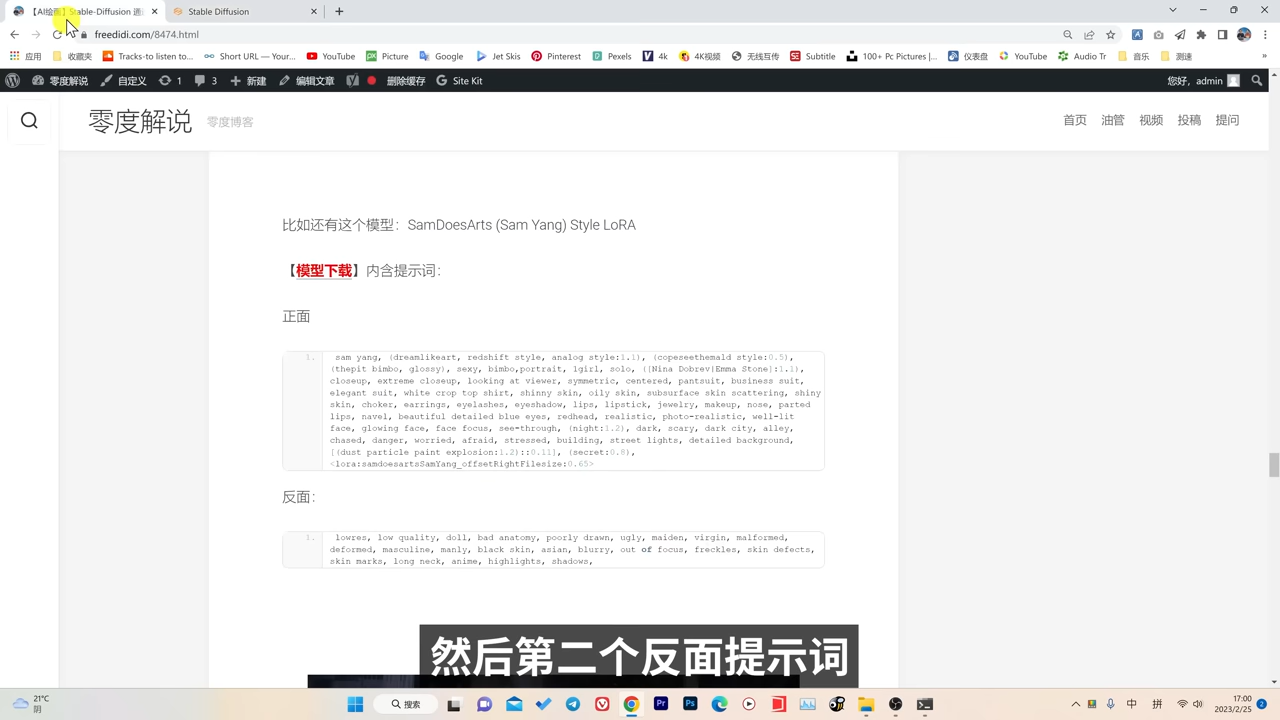 【AI绘画】Stable-Diffusion 通
Stable Diffusion
freedidi.com/8474.html
应用
收藏夹
Tracks-to listen to...
Short URL — Your...
YouTube
Picture
Google
Jet Skis
Pinterest
Pexels
4k
4K视频
无线互传
Subtitle
100+ Pc Pictures |...
仪表盘
YouTube
Audio Tr
音乐
测速
»
零度解说
自定义
1
3
新建
编辑文章
删除缓存
Site Kit
您好, admin
零度解说
零度博客
首页
油管
视频
投稿
提问
比如还有这个模型：SamDoesArts (Sam Yang) Style LoRA
【模型下载】内含提示词：
正面
1. sam yang, (dreamlikeart, redshift style, analog style:1.1), (copeseethemald style:0.5),
(thepit bimbo, glossy), sexy, bimbo,portrait, 1girl, solo, ([Nina Dobrev|Emma Stone]:1.1),
closeup, extreme closeup, looking at viewer, symmetric, centered, pantsuit, business suit,
elegant suit, white crop top shirt, shinny skin, oily skin, subsurface skin scattering, shiny
skin, choker, earrings, eyelashes, eyeshadow, lips, lipstick, jewelry, makeup, nose, parted
lips, navel, beautiful detailed blue eyes, redhead, realistic, photo-realistic, well-lit
face, glowing face, face focus, see-through, (night:1.2), dark, scary, dark city, alley,
chased, danger, worried, afraid, stressed, building, street lights, detailed background,
[(dust particle paint explosion:1.2)::0.11], (secret:0.8),
<lora:samdoesartsSamYang_offsetRightFilesize:0.65>
反面：
1. lowres, low quality, doll, bad anatomy, poorly drawn, ugly, maiden, virgin, malformed,
deformed, masculine, manly, black skin, asian, blurry, out of focus, freckles, skin defects,
skin marks, long neck, anime, highlights, shadows,
然后第二个反面提示词
21°C
阴
搜索
中
拼
17:00
2023/2/25
2